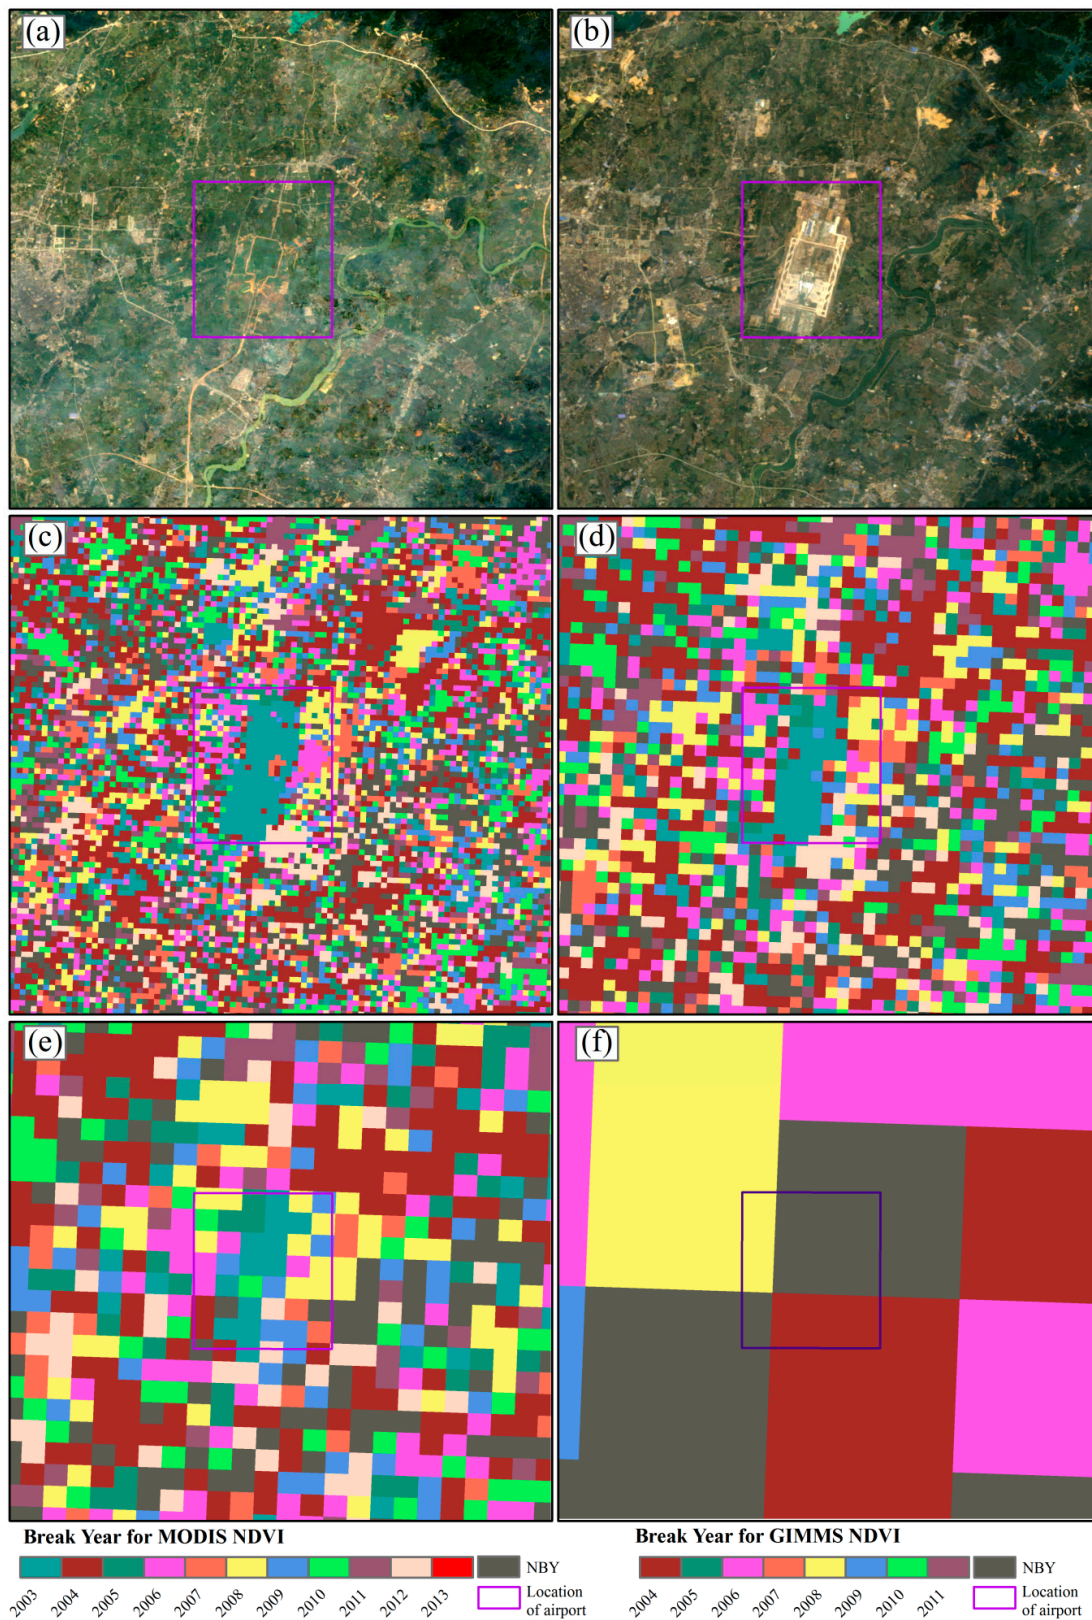 (a)
(b)
(c)
(d)
(e)
(f)
Break Year for MODIS NDVI
2003 2004 2005 2006 2007 2008 2009 2010 2011 2012 2013
NBY
Location
of airport
Break Year for GIMMS NDVI
2004 2005 2006 2007 2008 2009 2010 2011
NBY
Location
of airport